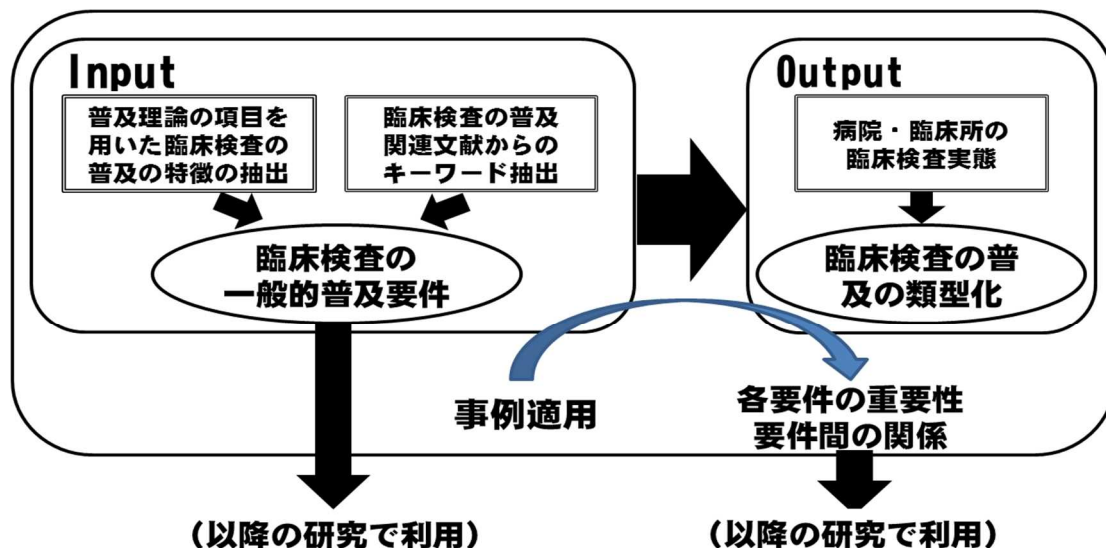 Input
普及理論の項目を
用いた臨床検査の
普及の特徴の抽出
臨床検査の普及
関連文献からの
キーワード抽出
臨床検査の
一般的普及要件
Output
病院・臨床所の
臨床検査実態
臨床検査の普
及の類型化
事例適用
各要件の重要性
要件間の関係
（以降の研究で利用）
（以降の研究で利用）